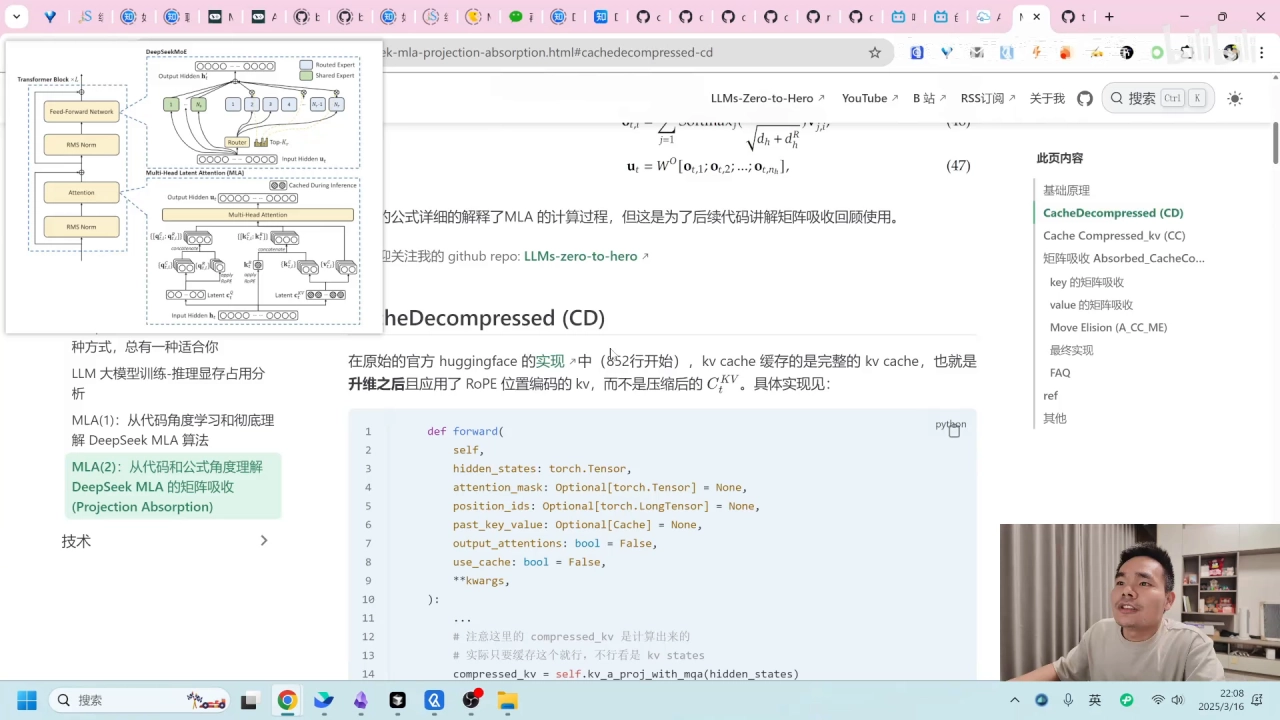 ek-mla-projection-absorption.html#cachedecompressed-cd
LLMs-Zero-to-Hero
YouTube
B 站
RSS订阅
关于我
搜索 Ctrl K
DeepSeekMoE
Routed Expert
Shared Expert
Output Hidden
Transformer Block ×L
Feed-Forward Network
RMS Norm
Attention
RMS Norm
Router
Top-K
Input Hidden
Multi-Head Latent Attention (MLA)
Cached During Inference
Output Hidden
Multi-Head Attention
concatenate
concatenate
apply RoPE
apply RoPE
Latent
Latent
Input Hidden
(47)
的公式详细的解释了MLA 的计算过程，但这是为了后续代码讲解矩阵吸收回顾使用。
迎关注我的 github repo: LLMs-zero-to-hero
cheDecompressed (CD)
在原始的官方 huggingface 的实现 中（852行开始），kv cache 缓存的是完整的 kv cache，也就是
升维之后且应用了 RoPE 位置编码的 kv，而不是压缩后的 C_t^{KV}。具体实现见：
python
1 def forward(
2 self,
3 hidden_states: torch.Tensor,
4 attention_mask: Optional[torch.Tensor] = None,
5 position_ids: Optional[torch.LongTensor] = None,
6 past_key_value: Optional[Cache] = None,
7 output_attentions: bool = False,
8 use_cache: bool = False,
9 **kwargs,
10 ):
11 ...
12 # 注意这里的 compressed_kv 是计算出来的
13 # 实际只要缓存这个就行，不行看是 kv states
14 compressed_kv = self.kv_a_proj_with_mqa(hidden_states)
种方式，总有一种适合你
LLM 大模型训练-推理显存占用分
析
MLA(1)：从代码角度学习和彻底理
解 DeepSeek MLA 算法
MLA(2)：从代码和公式角度理解
DeepSeek MLA 的矩阵吸收
(Projection Absorption)
技术
此页内容
基础原理
CacheDecompressed (CD)
Cache Compressed_kv (CC)
矩阵吸收 Absorbed_CacheCo...
key 的矩阵吸收
value 的矩阵吸收
Move Elision (A_CC_ME)
最终实现
FAQ
ref
其他
搜索
英
22:08
2025/3/16